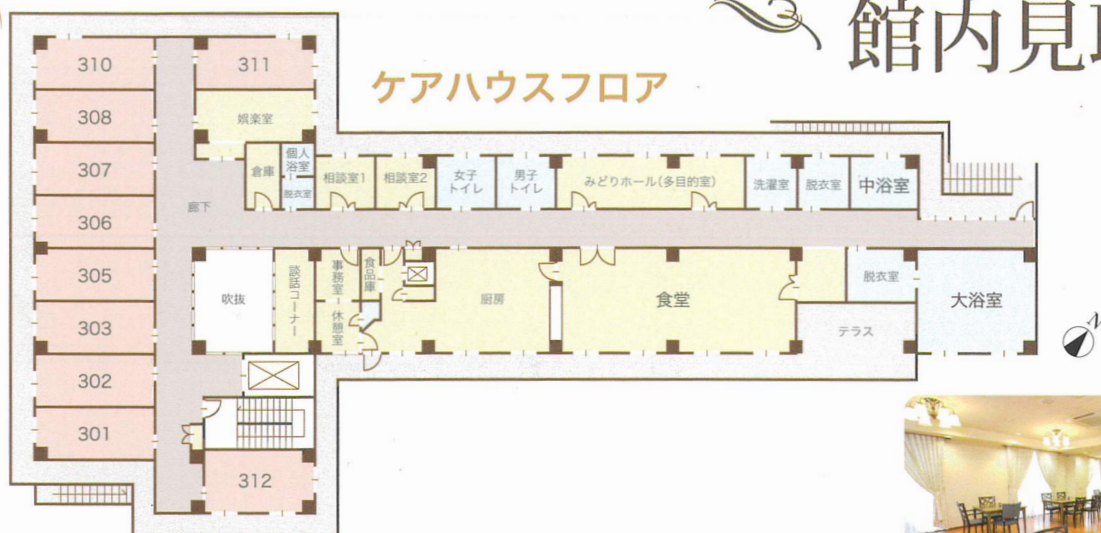 館内見取
ケアハウスフロア
310
311
308
娯楽室
307
倉庫
個人
浴室
脱衣室
相談室1
相談室2
女子
トイレ
男子
トイレ
みどりホール(多目的室)
洗濯室
脱衣室
中浴室
306
廊下
305
吹抜
談話コーナー
事務室
食品庫
休憩室
厨房
食堂
脱衣室
大浴室
テラス
303
302
301
312
N